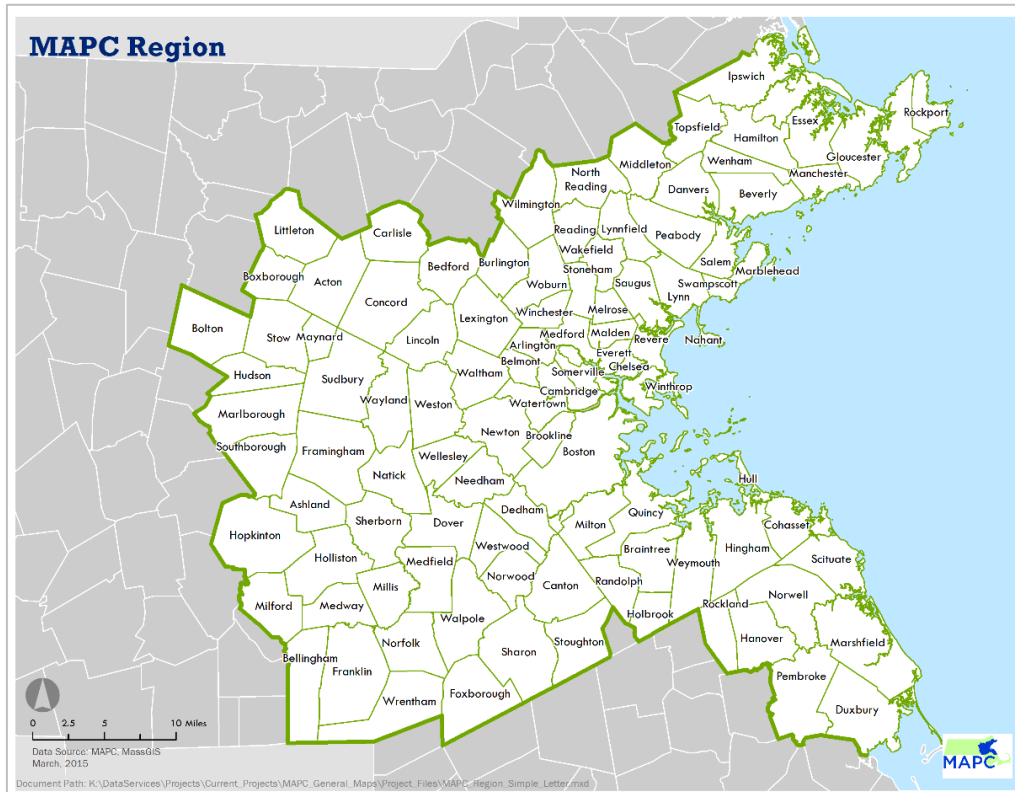 MAPC Region
Ipswich
Rockport
Essex
Topsfield
Hamilton
Gloucester
Middleton
Wenham
North
Reading
Manchester
Danvers
Beverly
Wilmington
Littleton
Carlisle
Reading
Lynnfield
Peabody
Wakefield
Salem
Burlington
Bedford
Stoneham
Marblehead
Boxborough
Acton
Woburn
Saugus
Swampscott
Concord
Lynn
Winchester
Melrose
Lexington
Bolton
Stow
Maynard
Lincoln
Medford
Malden
Revere
Nahant
Arlington
Everett
Belmont
Chelsea
Hudson
Sudbury
Waltham
Somerville
Winthrop
Cambridge
Wayland
Weston
Watertown
Marlborough
Newton
Brookline
Southborough
Framingham
Wellesley
Boston
Natick
Needham
Hull
Ashland
Dedham
Quincy
Sherborn
Dover
Milton
Cohasset
Hopkinton
Westwood
Braintree
Hingham
Holliston
Medfield
Weymouth
Scituate
Norwood
Randolph
Canton
Millis
Norwell
Milford
Medway
Rockland
Holbrook
Walpole
Hanover
Norfolk
Stoughton
Marshfield
Sharon
Bellingham
Franklin
Pembroke
Foxborough
Wrentham
Duxbury
0 2.5 5 10 Miles
Data Source: MAPC, MassGIS
March, 2015
MAPC
Document Path: K:\DataServices\Projects\Current_Projects\MAPC_General_Maps\Project_Files\MAPC_Region_Simple_Letter.mxd